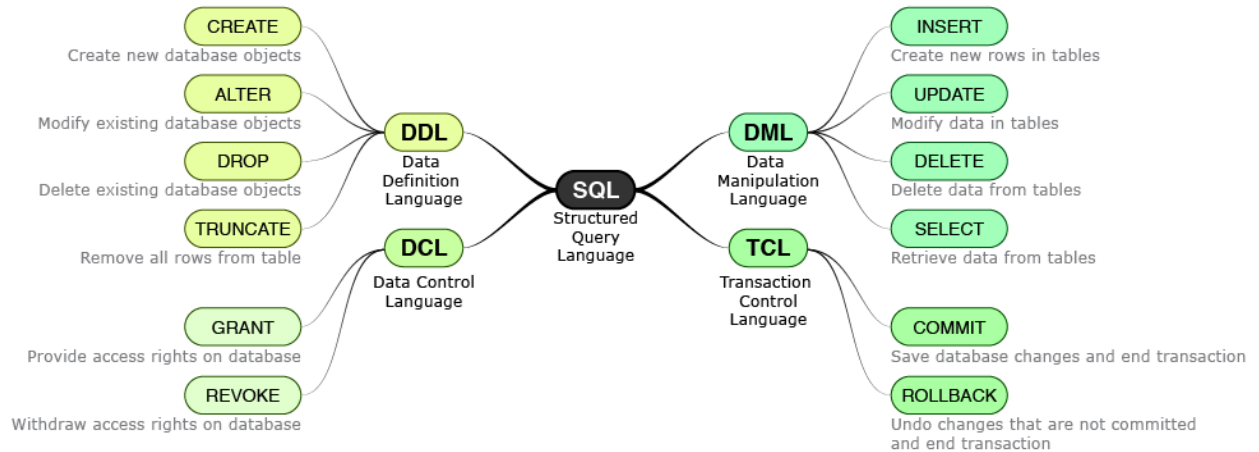 SQL
Structured
Query
Language
DDL
Data
Definition
Language
CREATE
Create new database objects
ALTER
Modify existing database objects
DROP
Delete existing database objects
TRUNCATE
Remove all rows from table
DCL
Data Control
Language
GRANT
Provide access rights on database
REVOKE
Withdraw access rights on database
DML
Data
Manipulation
Language
INSERT
Create new rows in tables
UPDATE
Modify data in tables
DELETE
Delete data from tables
SELECT
Retrieve data from tables
TCL
Transaction
Control
Language
COMMIT
Save database changes and end transaction
ROLLBACK
Undo changes that are not committed
and end transaction